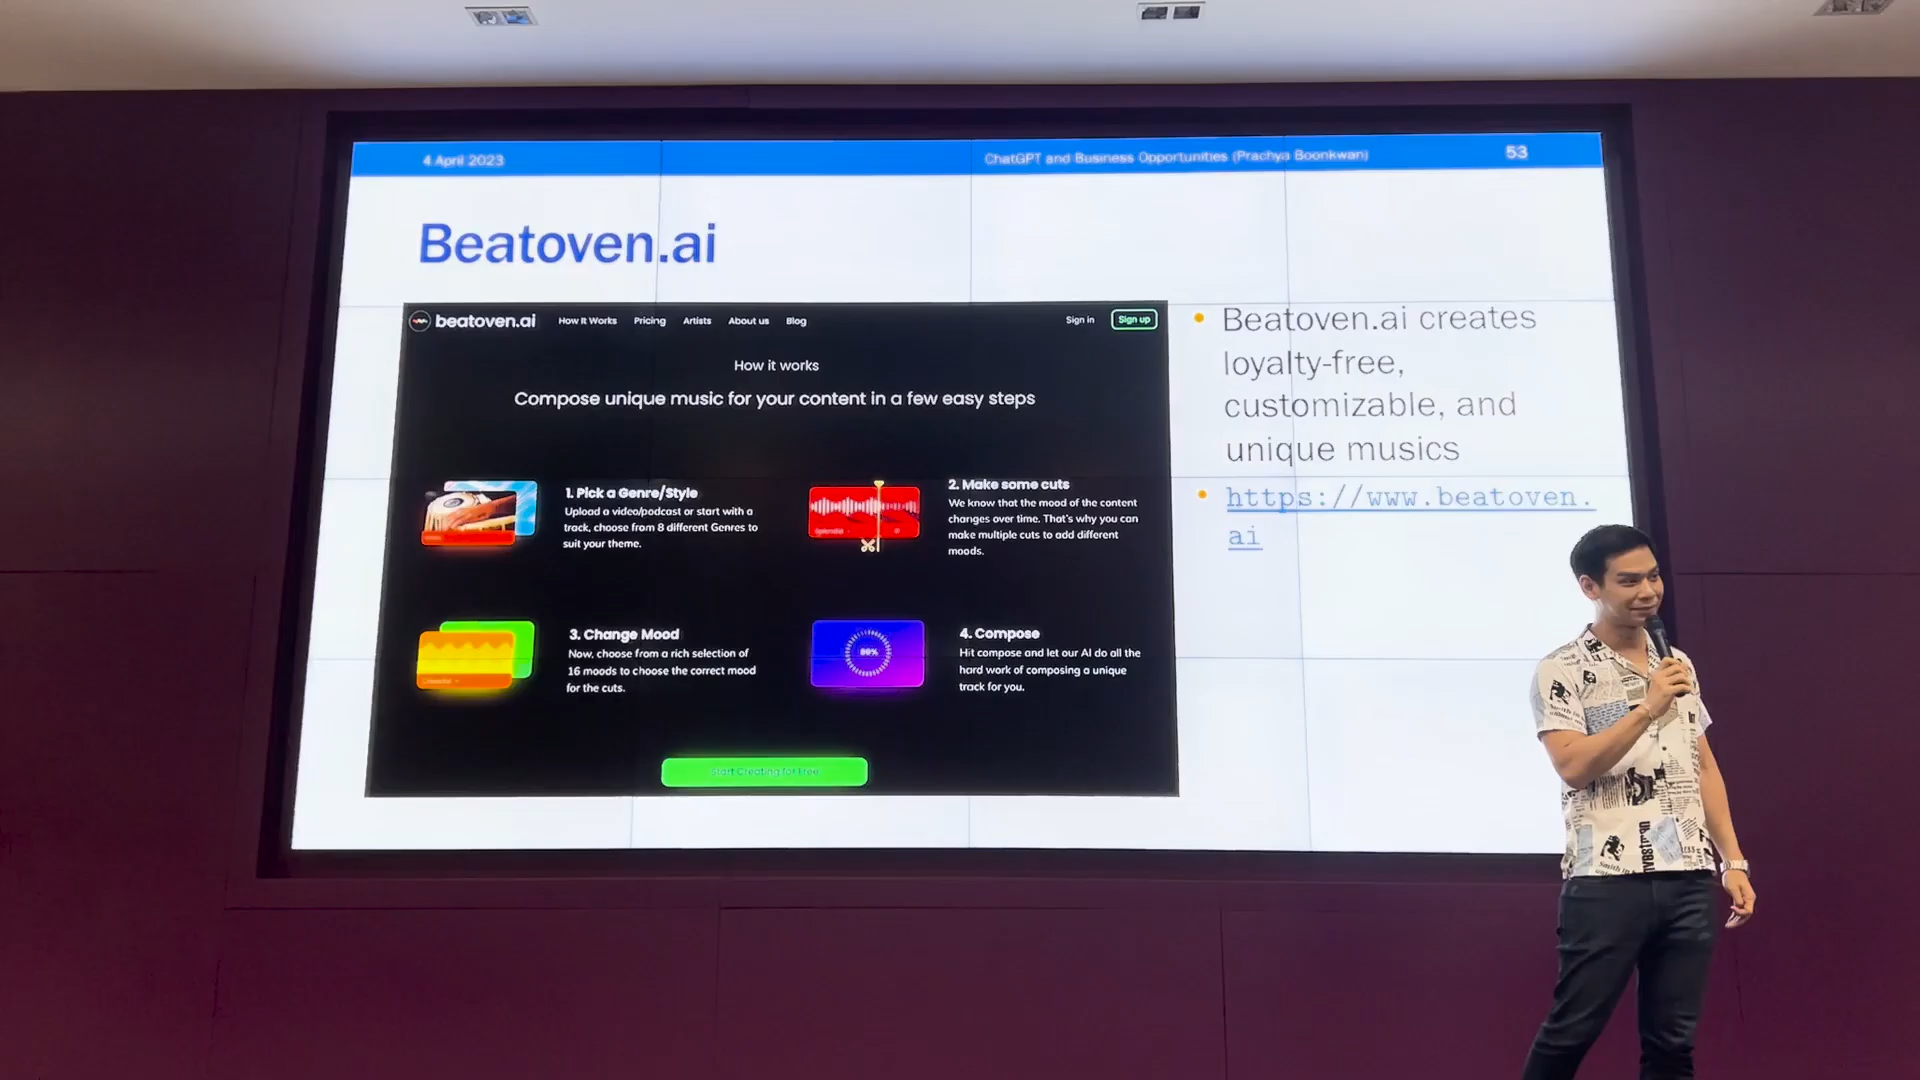 4 April 2023
ChatGPT and Business Opportunities (Prachya Boonkwan)
53
Beatoven.ai
beatoven.ai
How It Works
Pricing
Artists
About us
Blog
Sign in
Sign up
How it works
Compose unique music for your content in a few easy steps
1. Pick a Genre/Style
Upload a video/podcast or start with a
track, choose from 8 different Genres to
suit your theme.
2. Make some cuts
We know that the mood of the content
changes over time. That's why you can
make multiple cuts to add different
moods.
3. Change Mood
Now, choose from a rich selection of
16 moods to choose the correct mood
for the cuts.
86%
4. Compose
Hit compose and let our AI do all the
hard work of composing a unique
track for you.
Start Creating for Free
Beatoven.ai creates
loyalty-free,
customizable, and
unique musics
https://www.beatoven.
ai